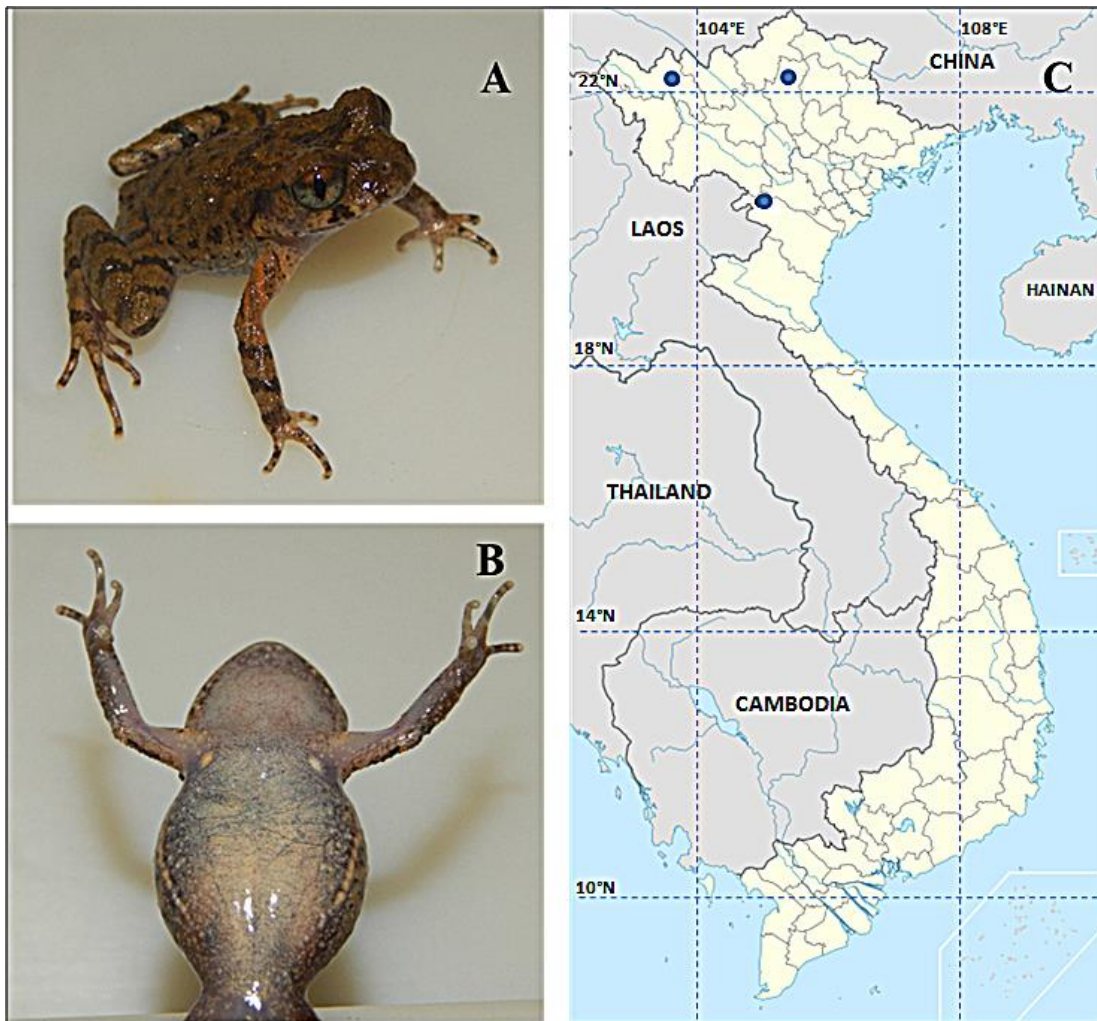 A
B
C
104°E
108°E
CHINA
22°N
LAOS
HAINAN
18°N
THAILAND
14°N
CAMBODIA
10°N